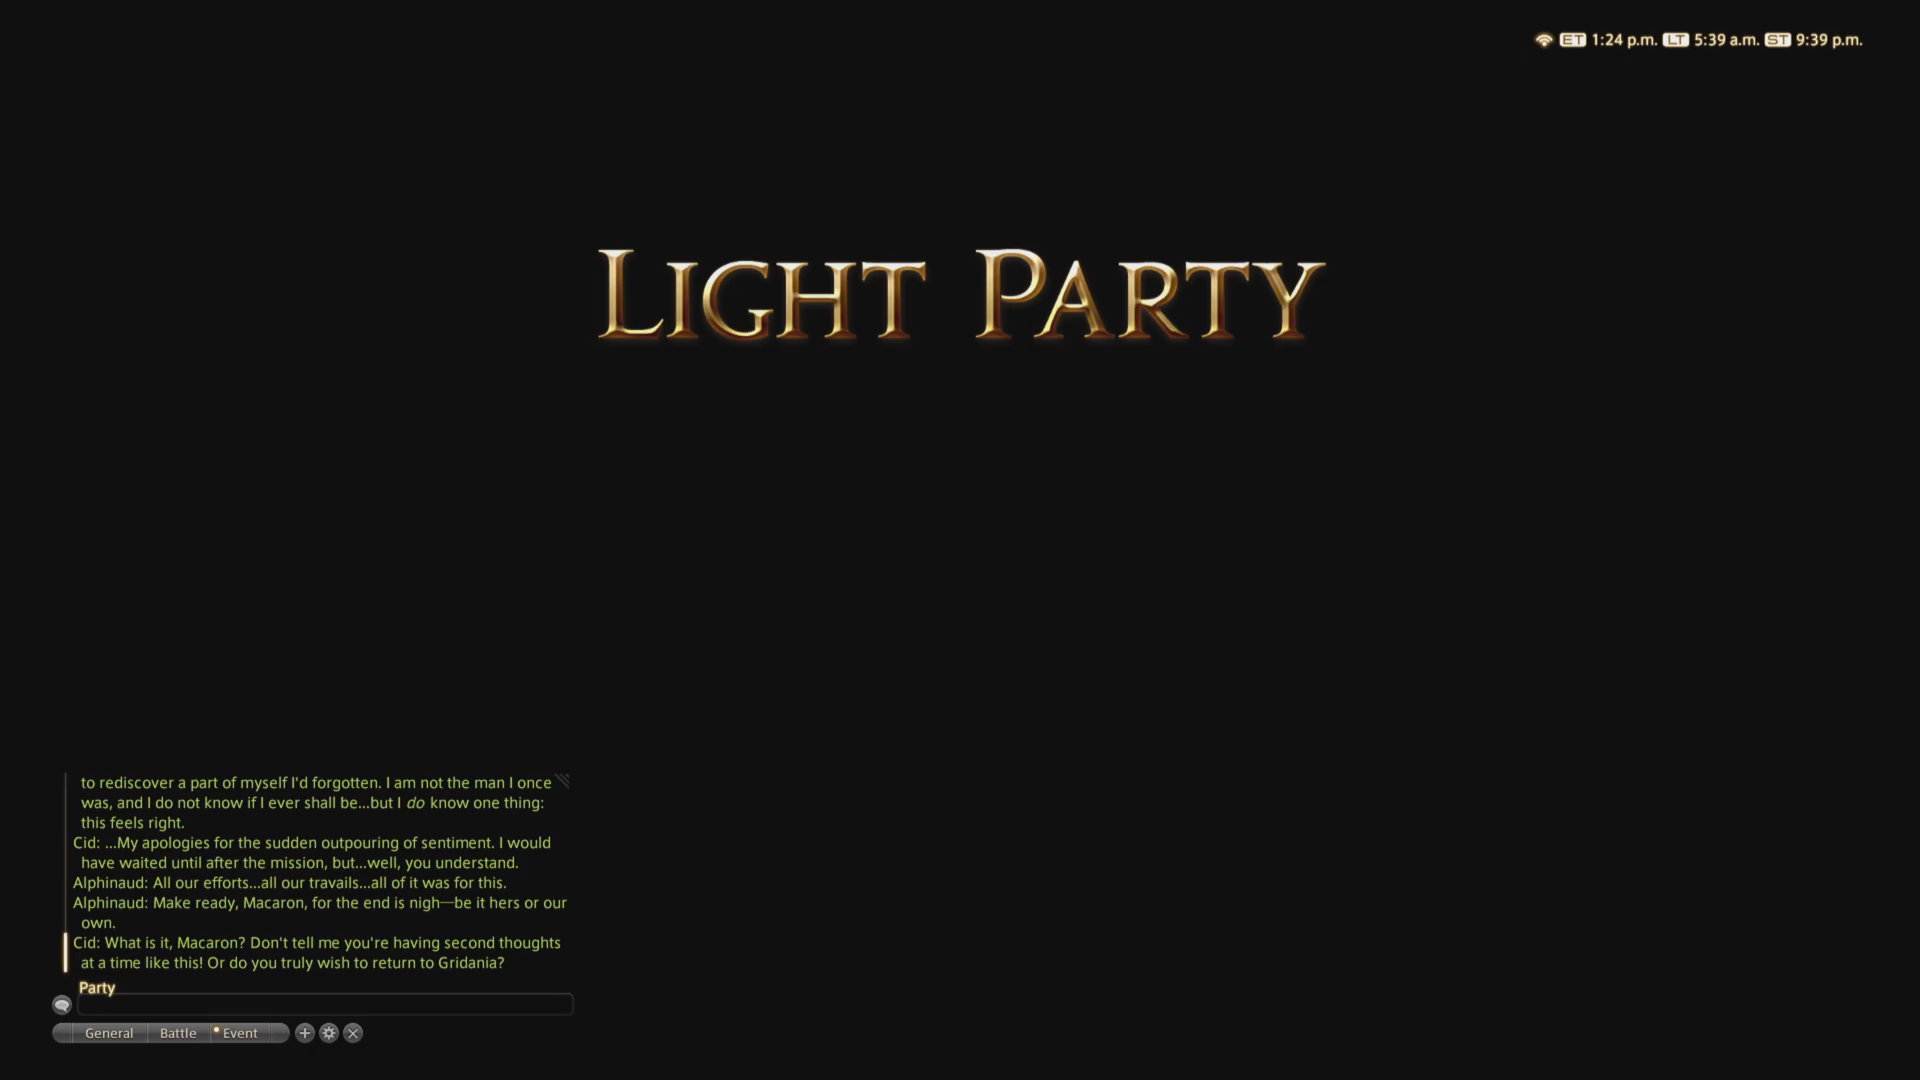 ET 1:24 p.m. LT 5:39 a.m. ST 9:39 p.m.
LIGHT PARTY
to rediscover a part of myself I'd forgotten. I am not the man I once
was, and I do not know if I ever shall be...but I do know one thing:
this feels right.
Cid: ...My apologies for the sudden outpouring of sentiment. I would
have waited until after the mission, but...well, you understand.
Alphinaud: All our efforts...all our travails...all of it was for this.
Alphinaud: Make ready, Macaron, for the end is nigh—be it hers or our
own.
Cid: What is it, Macaron? Don't tell me you're having second thoughts
at a time like this! Or do you truly wish to return to Gridania?
Party
General Battle Event